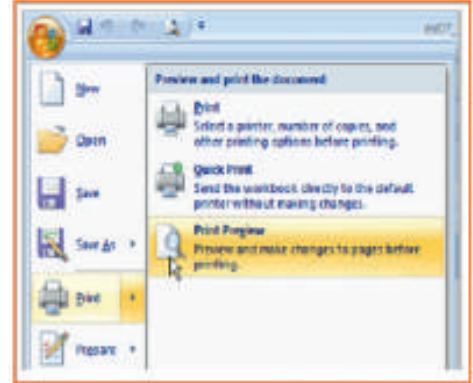 New
Open
Save
Save As
Print
Prepare
Preview and print the document
Print
Select a printer, number of copies, and
other printing options before printing.
Quick Print
Send the workbook directly to the default
printer without making changes.
Print Preview
Preview and make changes to pages before
printing.